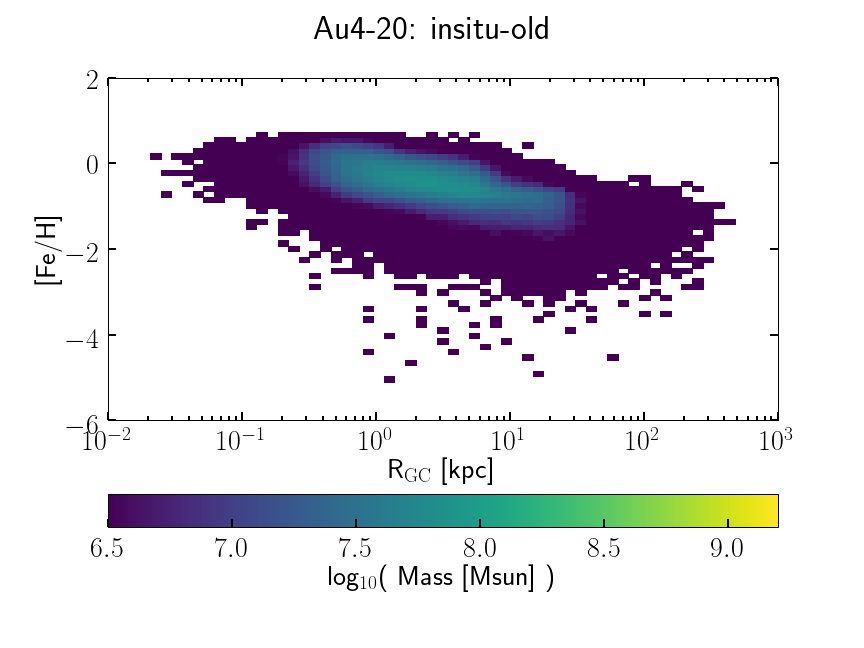 Au4-20: insitu-old
2
0
−2
−4
−6
[Fe/H]
10⁻² 10⁻¹ 10⁰ 10¹ 10² 10³
R_GC [kpc]
6.5 7.0 7.5 8.0 8.5 9.0
log₁₀( Mass [Msun] )